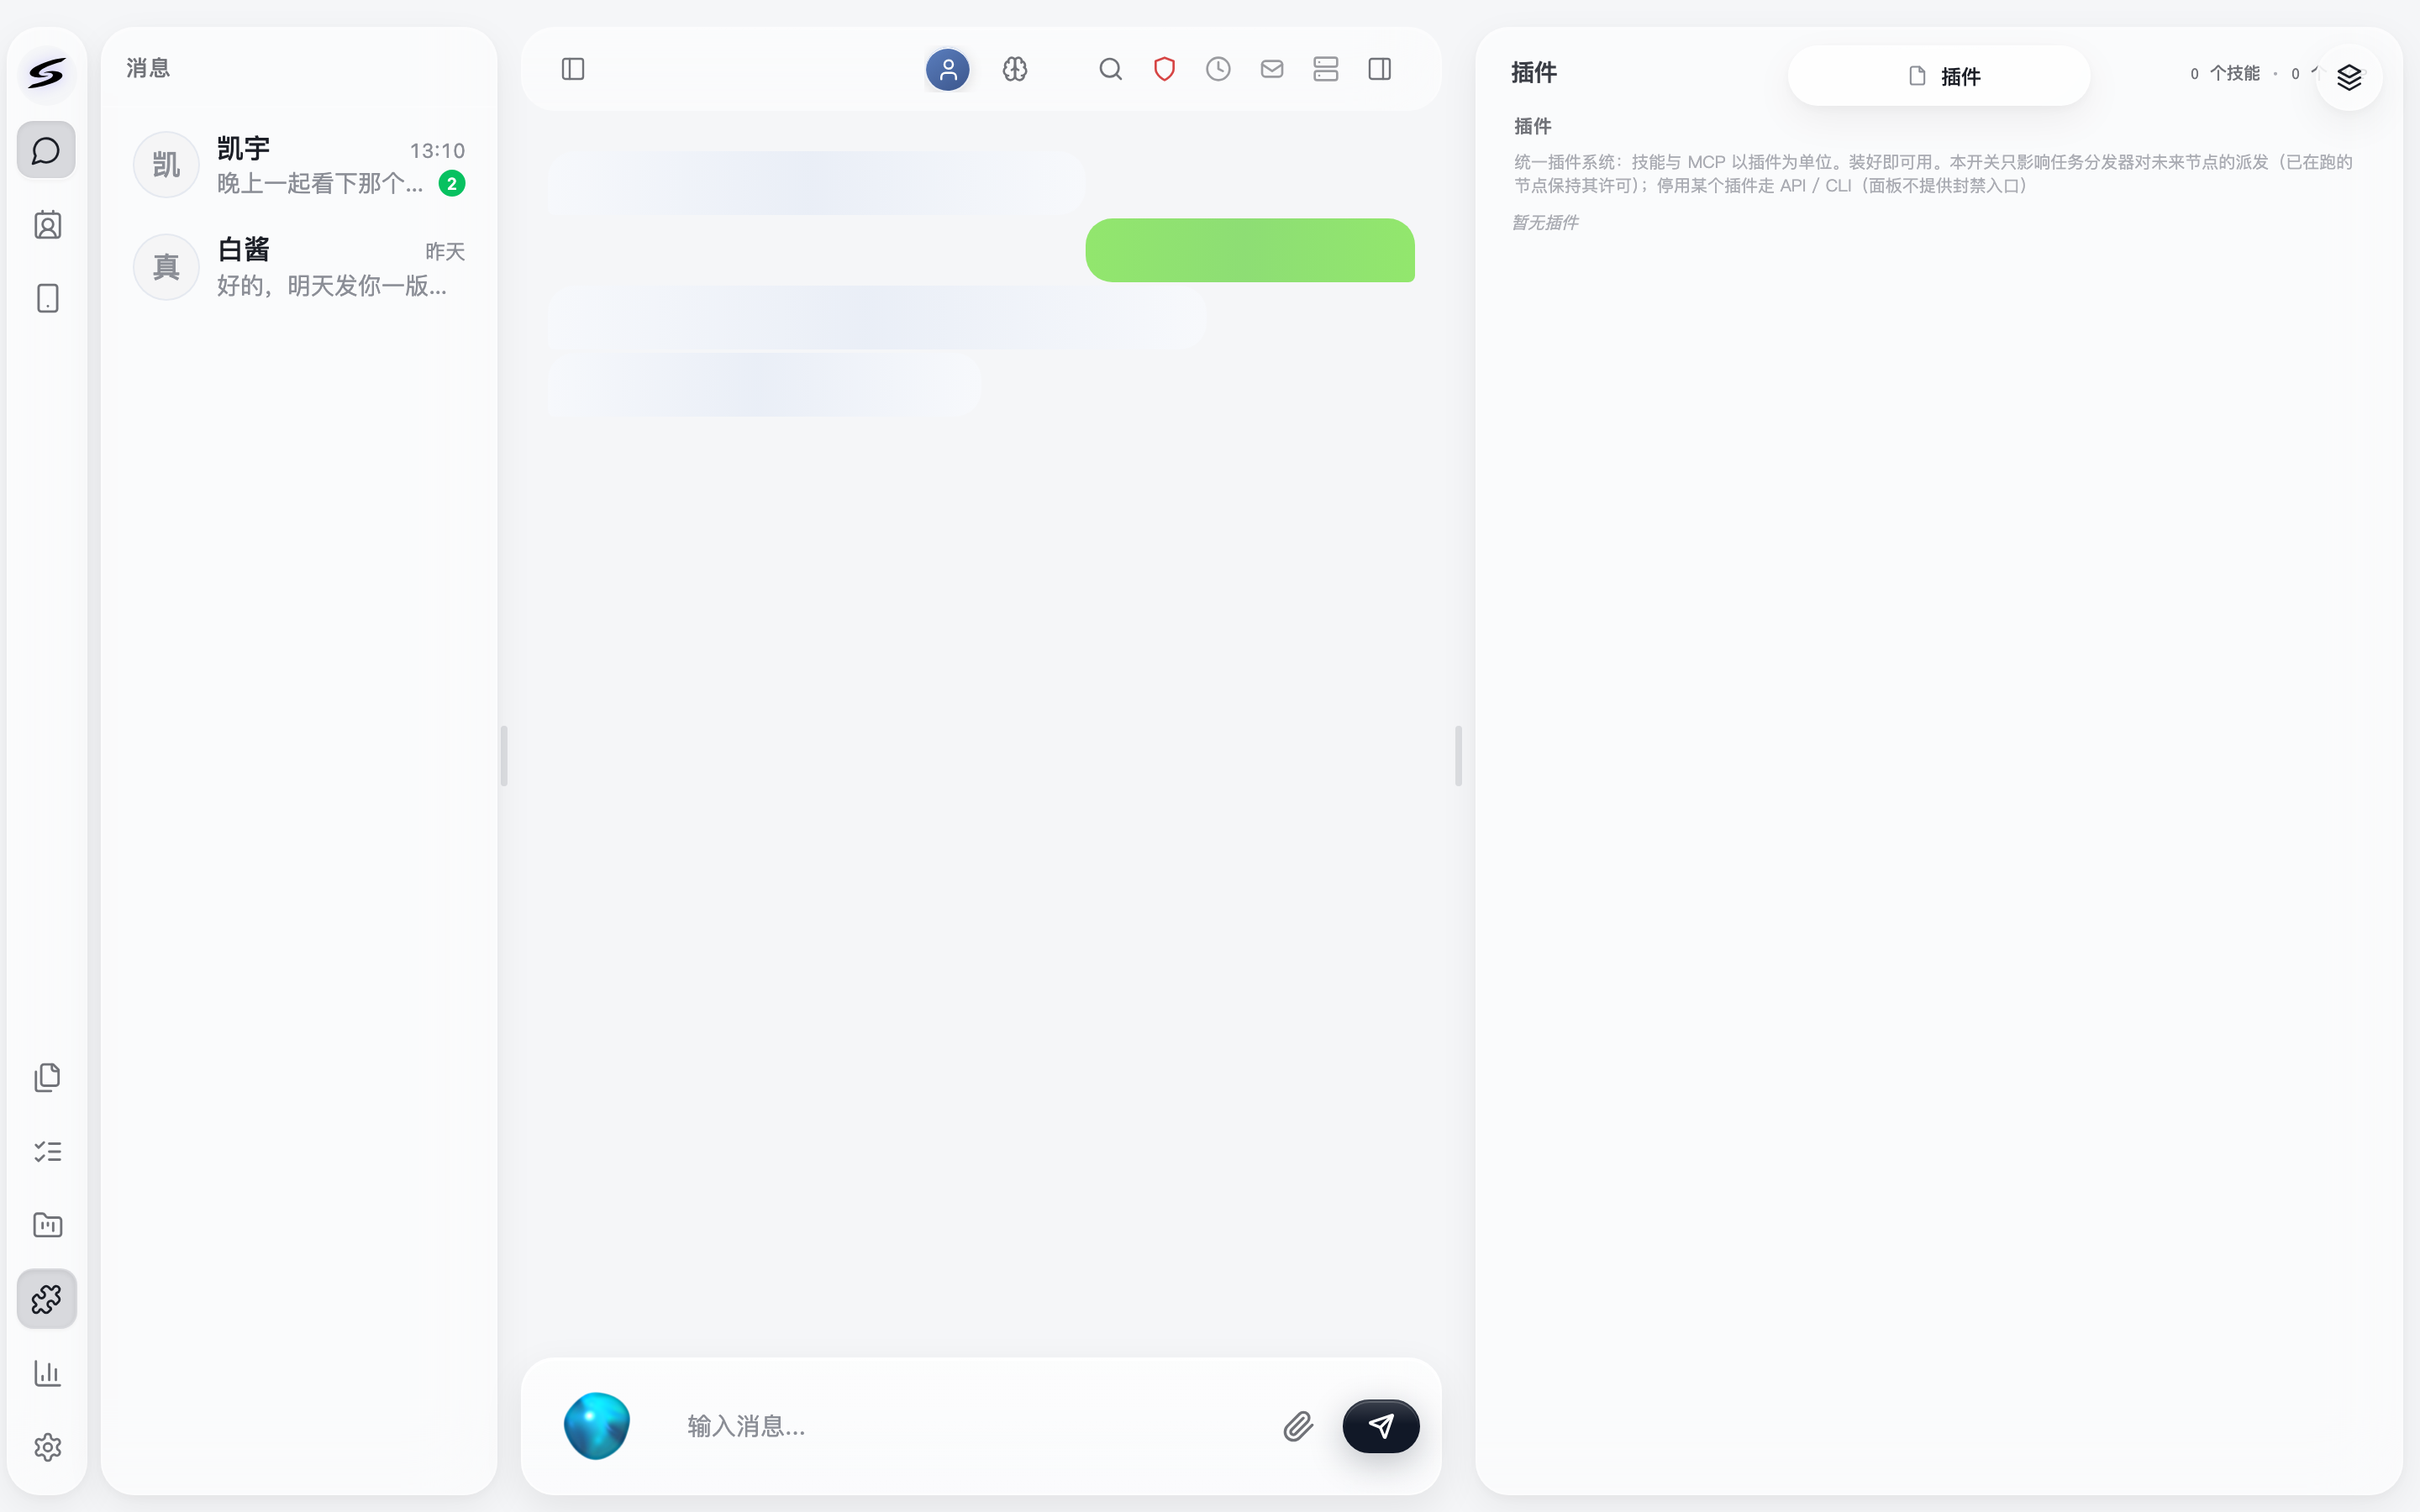 消息
凯
凯宇
13:10
晚上一起看下那个...
2
真
白酱
昨天
好的，明天发你一版...
输入消息...
插件
插件
0 个技能 · 0
插件
统一插件系统：技能与 MCP 以插件为单位。装好即可用。本开关只影响任务分发器对未来节点的派发（已在跑的
节点保持其许可）；停用某个插件走 API / CLI（面板不提供封禁入口）
暂无插件